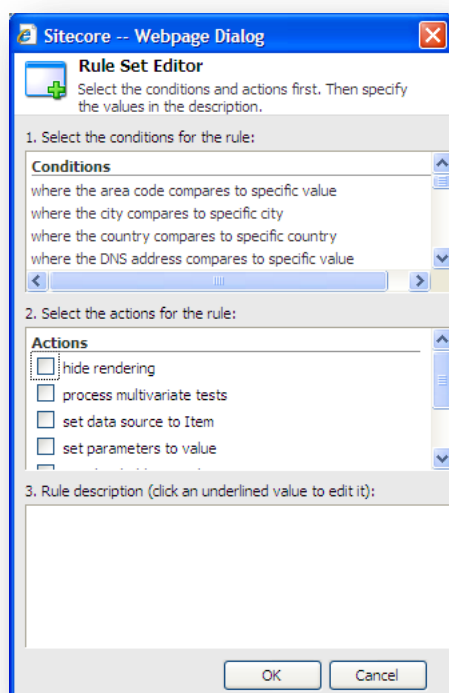 Sitecore -- Webpage Dialog
Rule Set Editor
Select the conditions and actions first. Then specify
the values in the description.
1. Select the conditions for the rule:
Conditions
where the area code compares to specific value
where the city compares to specific city
where the country compares to specific country
where the DNS address compares to specific value
2. Select the actions for the rule:
Actions
hide rendering
process multivariate tests
set data source to Item
set parameters to value
3. Rule description (click an underlined value to edit it):
OK
Cancel